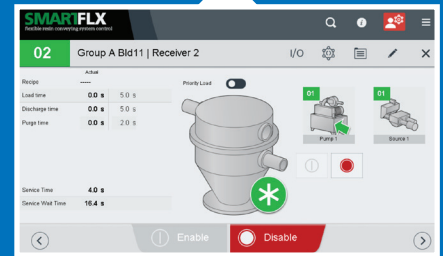 SMARTFLX
flexible resin conveying system control
02
Group A Bld11 | Receiver 2
I/O
Actual
Recipe
-----
Priority Load
Load time 0.0 s 5.0 s
Discharge time 0.0 s 5.0 s
Purge time 0.0 s 2.0 s
01
Pump 1
01
Source 1
Service Time 4.0 s
Service Wait Time 16.4 s
Enable
Disable